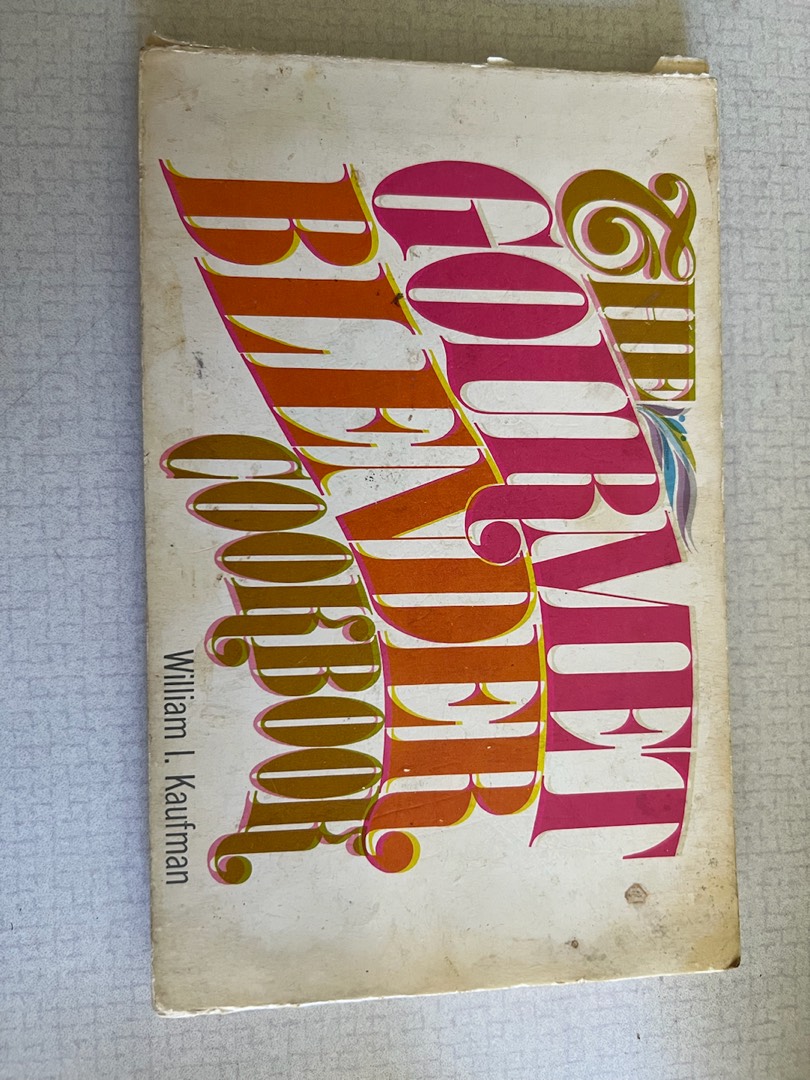 THE
GOURMET
BLENDER
COOKBOOK
William I. Kaufman